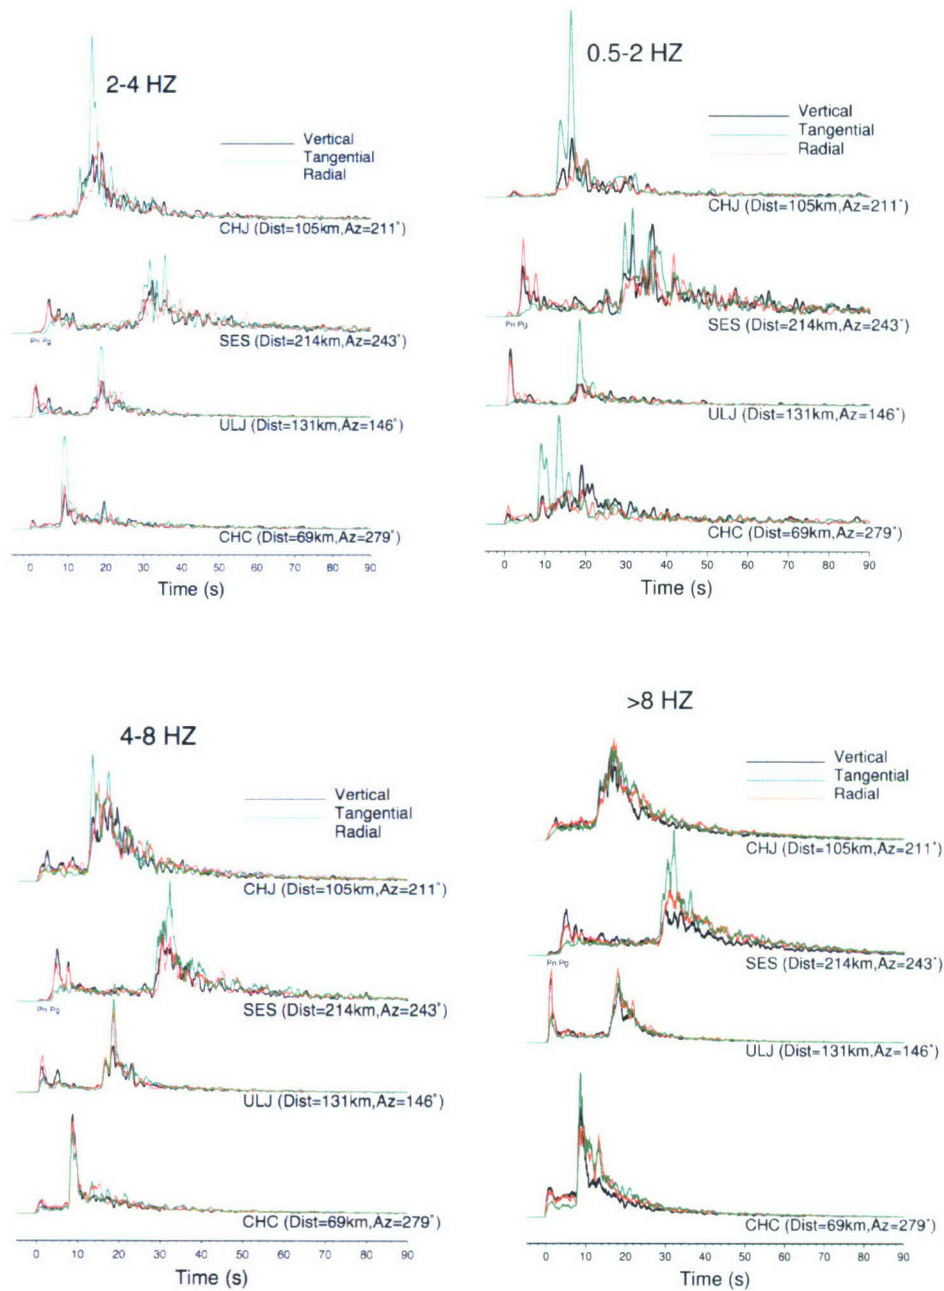 2-4 HZ
Vertical
Tangential
Radial
CHJ (Dist=105km,Az=211°)
SES (Dist=214km,Az=243°)
Pn Pg
ULJ (Dist=131km,Az=146°)
CHC (Dist=69km,Az=279°)
0 10 20 30 40 50 60 70 80 90
Time (s)
0.5-2 HZ
Vertical
Tangential
Radial
CHJ (Dist=105km,Az=211°)
SES (Dist=214km,Az=243°)
Pn Pg
ULJ (Dist=131km,Az=146°)
CHC (Dist=69km,Az=279°)
0 10 20 30 40 50 60 70 80 90
Time (s)
4-8 HZ
Vertical
Tangential
Radial
CHJ (Dist=105km,Az=211°)
SES (Dist=214km,Az=243°)
Pn Pg
ULJ (Dist=131km,Az=146°)
CHC (Dist=69km,Az=279°)
0 10 20 30 40 50 60 70 80 90
Time (s)
>8 HZ
Vertical
Tangential
Radial
CHJ (Dist=105km,Az=211°)
SES (Dist=214km,Az=243°)
Pn Pg
ULJ (Dist=131km,Az=146°)
CHC (Dist=69km,Az=279°)
0 10 20 30 40 50 60 70 80 90
Time (s)